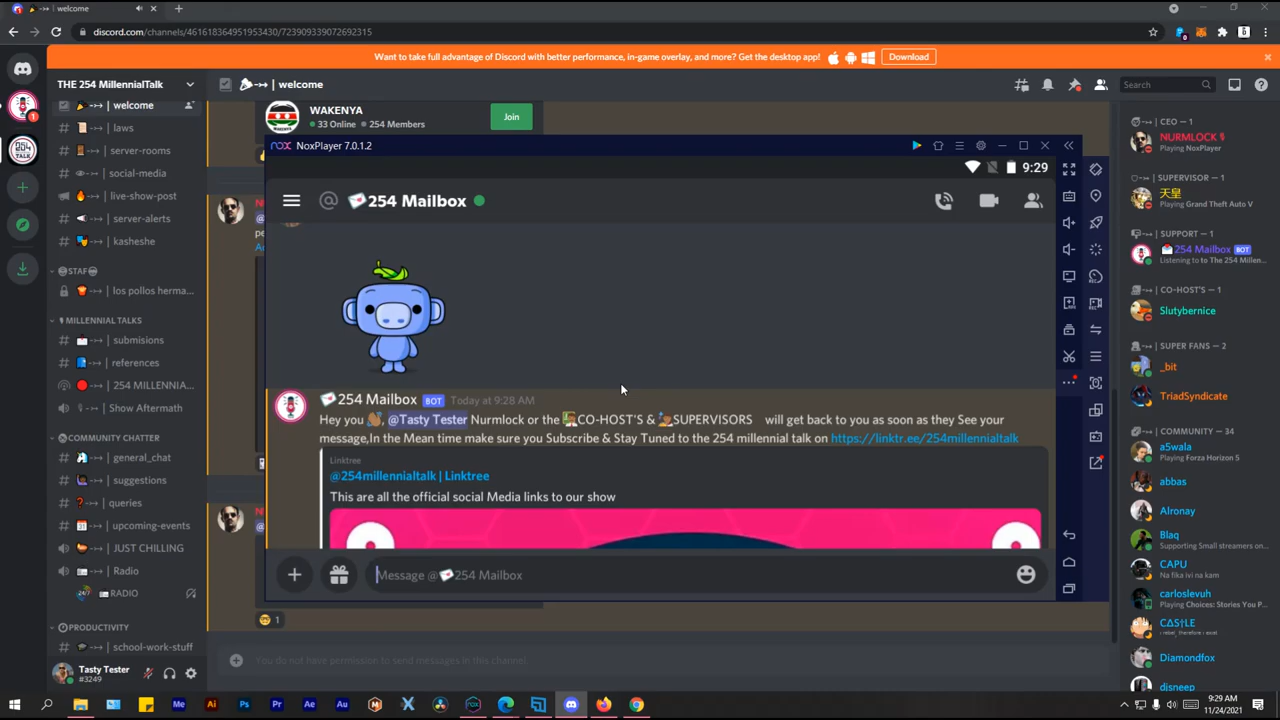 welcome
discord.com/channels/461618364951953430/723909339072692315
Want to take full advantage of Discord with better performance, in-game overlay, and more? Get the desktop app!
Download
THE 254 MillennialTalk
welcome
Search
welcome
laws
server-rooms
social-media
live-show-post
server-alerts
kasheshe
STAF
los pollos herma...
MILLENNIAL TALKS
submisions
references
254 MILLENNIA...
Show Aftermath
COMMUNITY CHATTER
general_chat
suggestions
queries
upcoming-events
JUST CHILLING
Radio
RADIO
PRODUCTIVITY
school-work-stuff
Tasty Tester
#3249
WAKENYA
33 Online 254 Members
Join
NoxPlayer 7.0.1.2
9:29
@ 254 Mailbox
254 Mailbox BOT Today at 9:28 AM
Hey you , @Tasty Tester Nurmlock or the CO-HOST'S & SUPERVISORS will get back to you as soon as they See your
message,In the Mean time make sure you Subscribe & Stay Tuned to the 254 millennial talk on https://linktr.ee/254millennialtalk
Linktree
@254millennialtalk | Linktree
This are all the official social Media links to our show
Message @254 Mailbox
1
You do not have permission to send messages in this channel.
CEO — 1
NURMLOCK
Playing NoxPlayer
SUPERVISOR — 1
天皇
Playing Grand Theft Auto V
SUPPORT — 1
254 Mailbox BOT
Listening to to The 254 Millen...
CO-HOST'S — 1
Slutybernice
SUPER FANS — 2
_bit
TriadSyndicate
COMMUNITY — 34
a5wala
Playing Forza Horizon 5
abbas
Alronay
Blaq
Supporting Small streamers on...
CAPU
Na fika ivi na kam
carloslevuh
Playing Choices: Stories You P...
Diamondfox
disneep
9:29 AM
11/24/2021